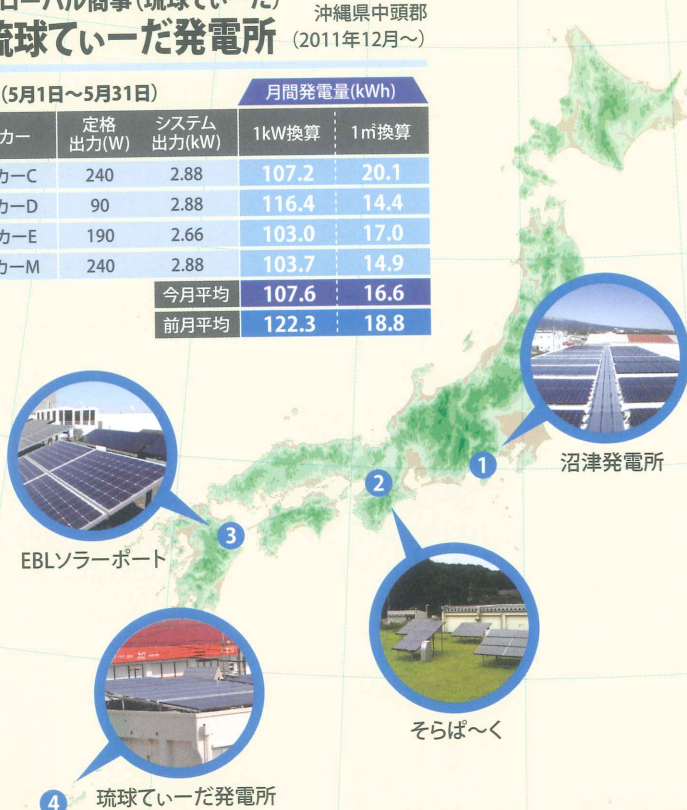 ローバル商事(琉球てぃーだ)
琉球てぃーだ発電所
沖縄県中頭郡
(2011年12月〜)
(5月1日〜5月31日)
月間発電量(kWh)
カー 定格出力(W) システム出力(kW) 1kW換算 1㎡換算
カーC 240 2.88 107.2 20.1
カーD 90 2.88 116.4 14.4
カーE 190 2.66 103.0 17.0
カーM 240 2.88 103.7 14.9
今月平均 107.6 16.6
前月平均 122.3 18.8
1
沼津発電所
2
3
EBLソラーポート
そらぱ〜く
4
琉球てぃーだ発電所